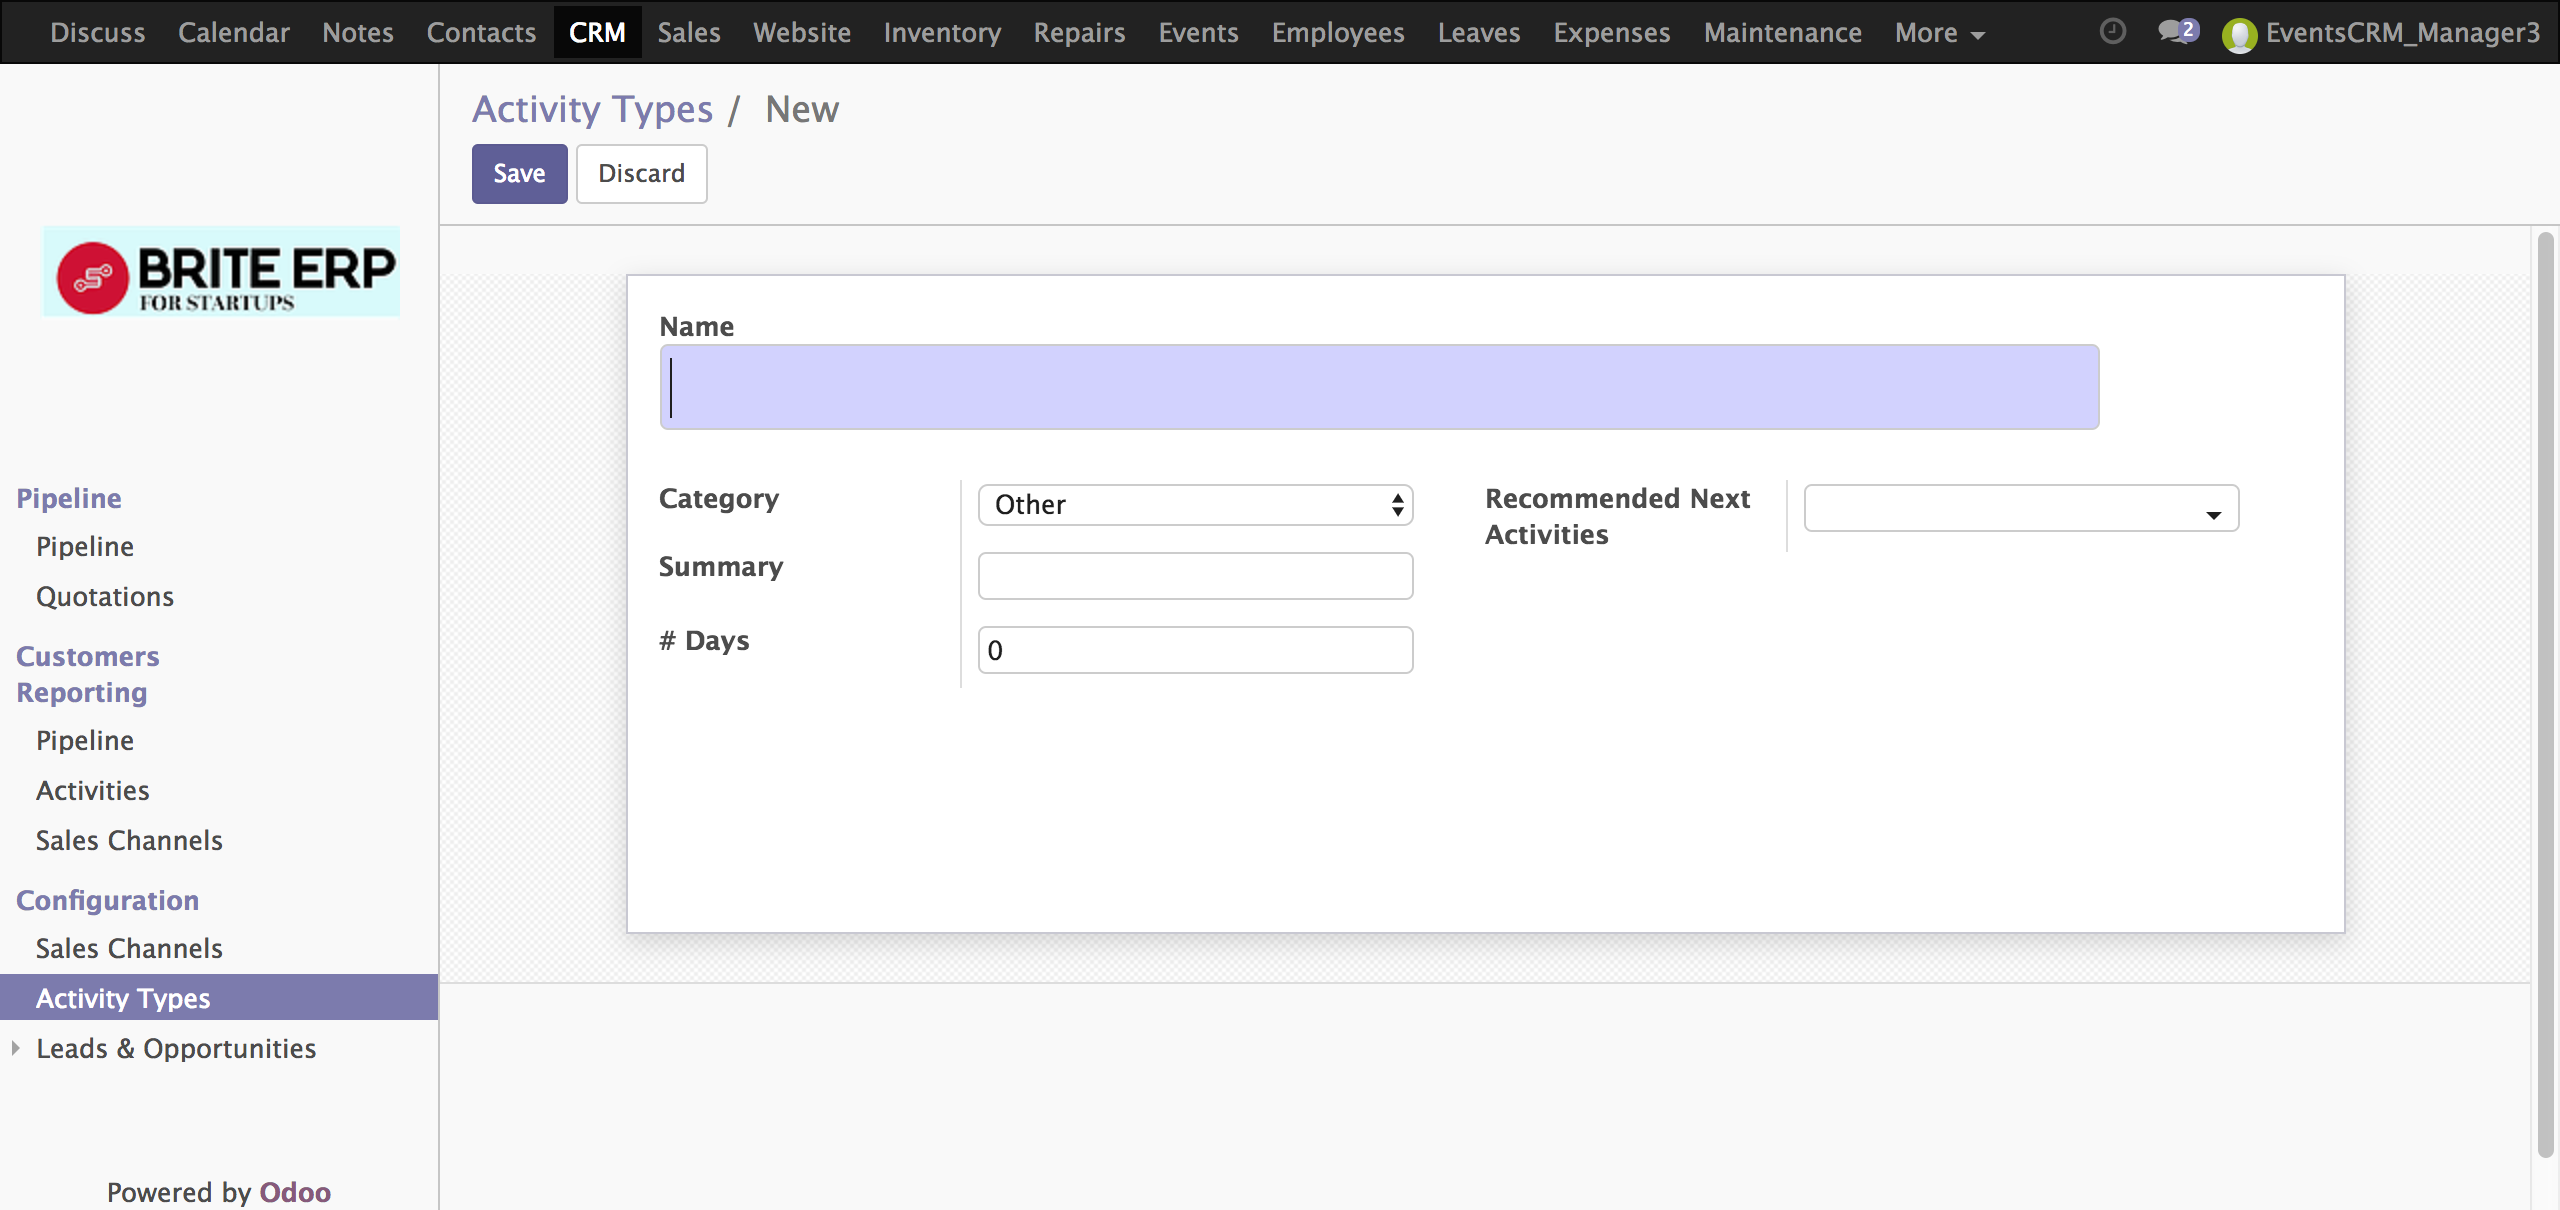 Discuss Calendar Notes Contacts CRM Sales Website Inventory Repairs Events Employees Leaves Expenses Maintenance More 2 EventsCRM_Manager3
Activity Types / New
Save Discard
BRITE ERP
FOR STARTUPS
Name
Pipeline
Pipeline
Quotations
Customers
Reporting
Pipeline
Activities
Sales Channels
Configuration
Sales Channels
Activity Types
Leads & Opportunities
Powered by Odoo
Category Other
Summary
# Days 0
Recommended Next
Activities